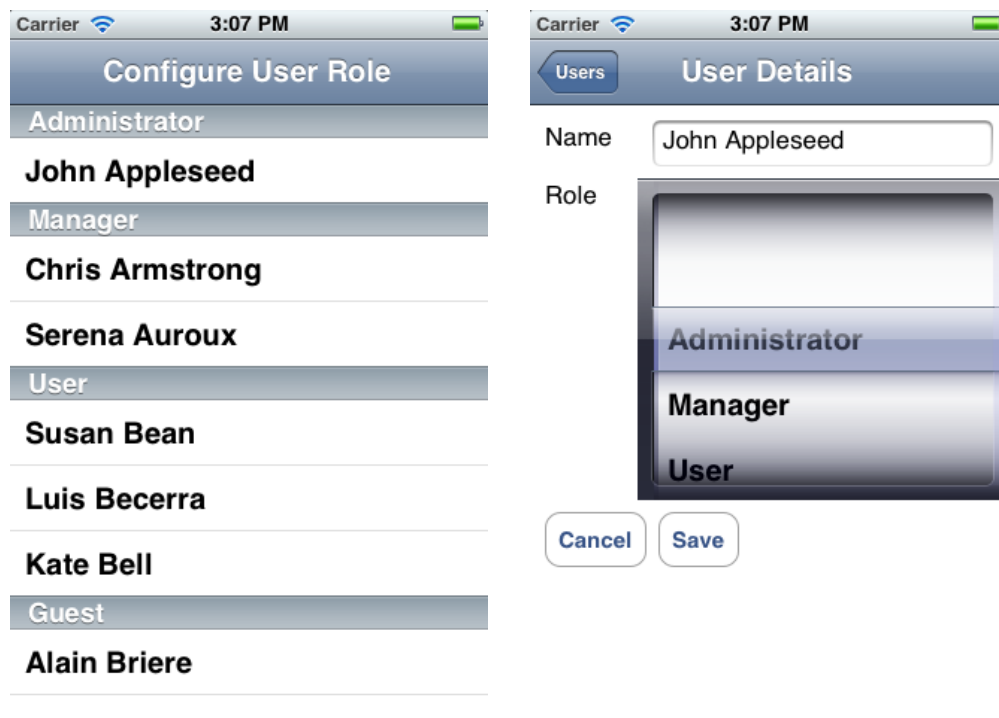 Carrier 3:07 PM
Configure User Role
Administrator
John Appleseed
Manager
Chris Armstrong
Serena Auroux
User
Susan Bean
Luis Becerra
Kate Bell
Guest
Alain Briere
Carrier 3:07 PM
Users User Details
Name John Appleseed
Role
Administrator
Manager
User
Cancel Save